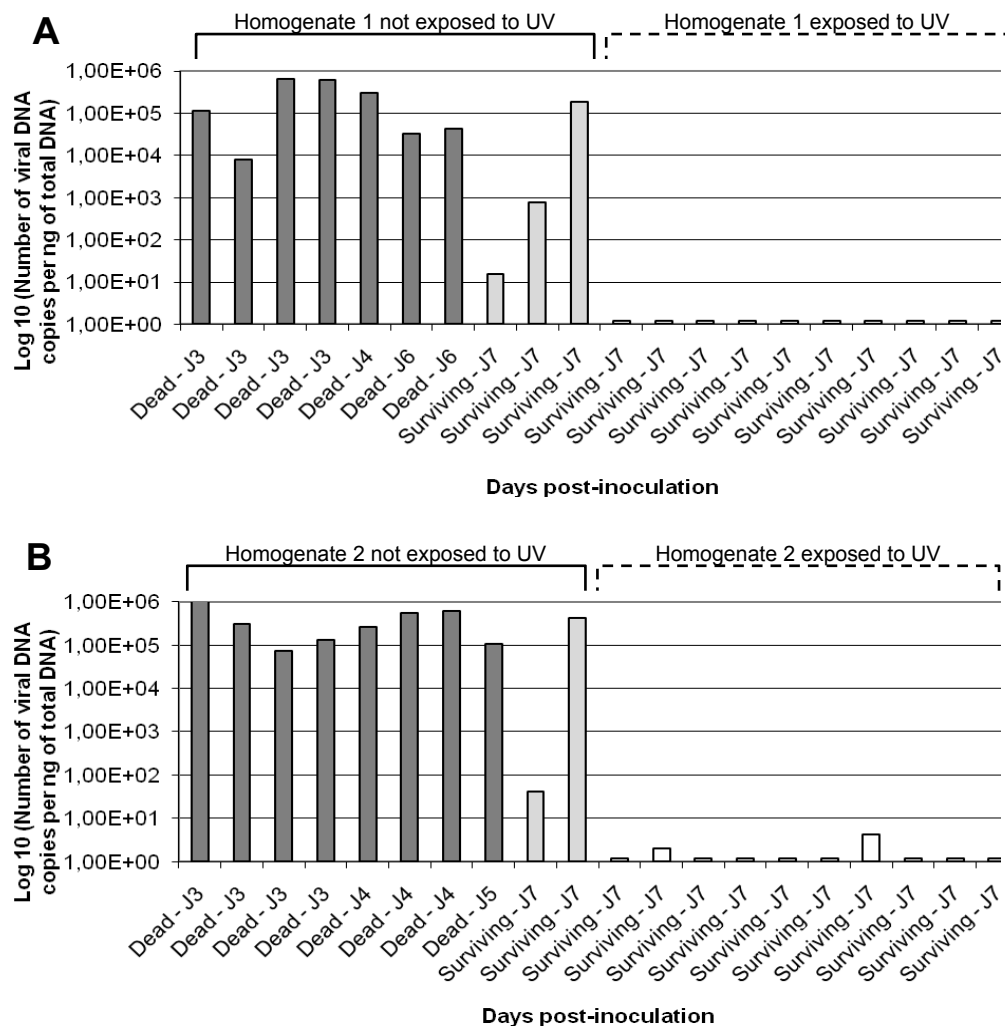 A
Homogenate 1 not exposed to UV
Homogenate 1 exposed to UV
Log 10 (Number of viral DNA
copies per ng of total DNA)
1,00E+06
1,00E+05
1,00E+04
1,00E+03
1,00E+02
1,00E+01
1,00E+00
Dead - J3
Dead - J3
Dead - J3
Dead - J3
Dead - J4
Dead - J6
Dead - J6
Surviving - J7
Surviving - J7
Surviving - J7
Surviving - J7
Surviving - J7
Surviving - J7
Surviving - J7
Surviving - J7
Surviving - J7
Surviving - J7
Surviving - J7
Surviving - J7
Days post-inoculation
B
Homogenate 2 not exposed to UV
Homogenate 2 exposed to UV
Log 10 (Number of viral DNA
copies per ng of total DNA)
1,00E+06
1,00E+05
1,00E+04
1,00E+03
1,00E+02
1,00E+01
1,00E+00
Dead - J3
Dead - J3
Dead - J3
Dead - J3
Dead - J4
Dead - J4
Dead - J4
Dead - J5
Surviving - J7
Surviving - J7
Surviving - J7
Surviving - J7
Surviving - J7
Surviving - J7
Surviving - J7
Surviving - J7
Surviving - J7
Surviving - J7
Surviving - J7
Surviving - J7
Days post-inoculation